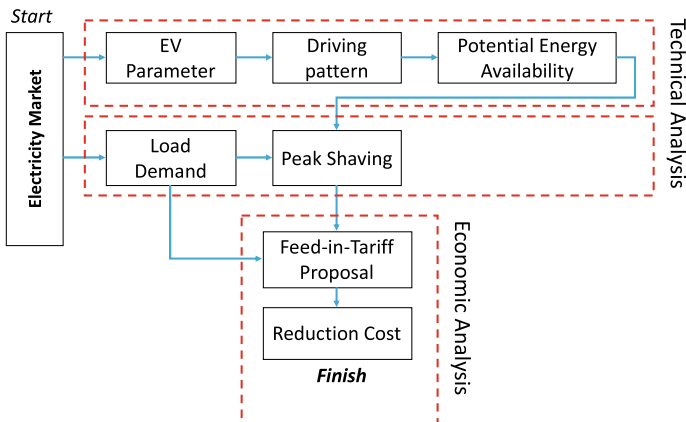 Start
Electricity Market
EV
Parameter
Driving
pattern
Potential Energy
Availability
Technical Analysis
Load
Demand
Peak Shaving
Feed-in-Tariff
Proposal
Economic Analysis
Reduction Cost
Finish